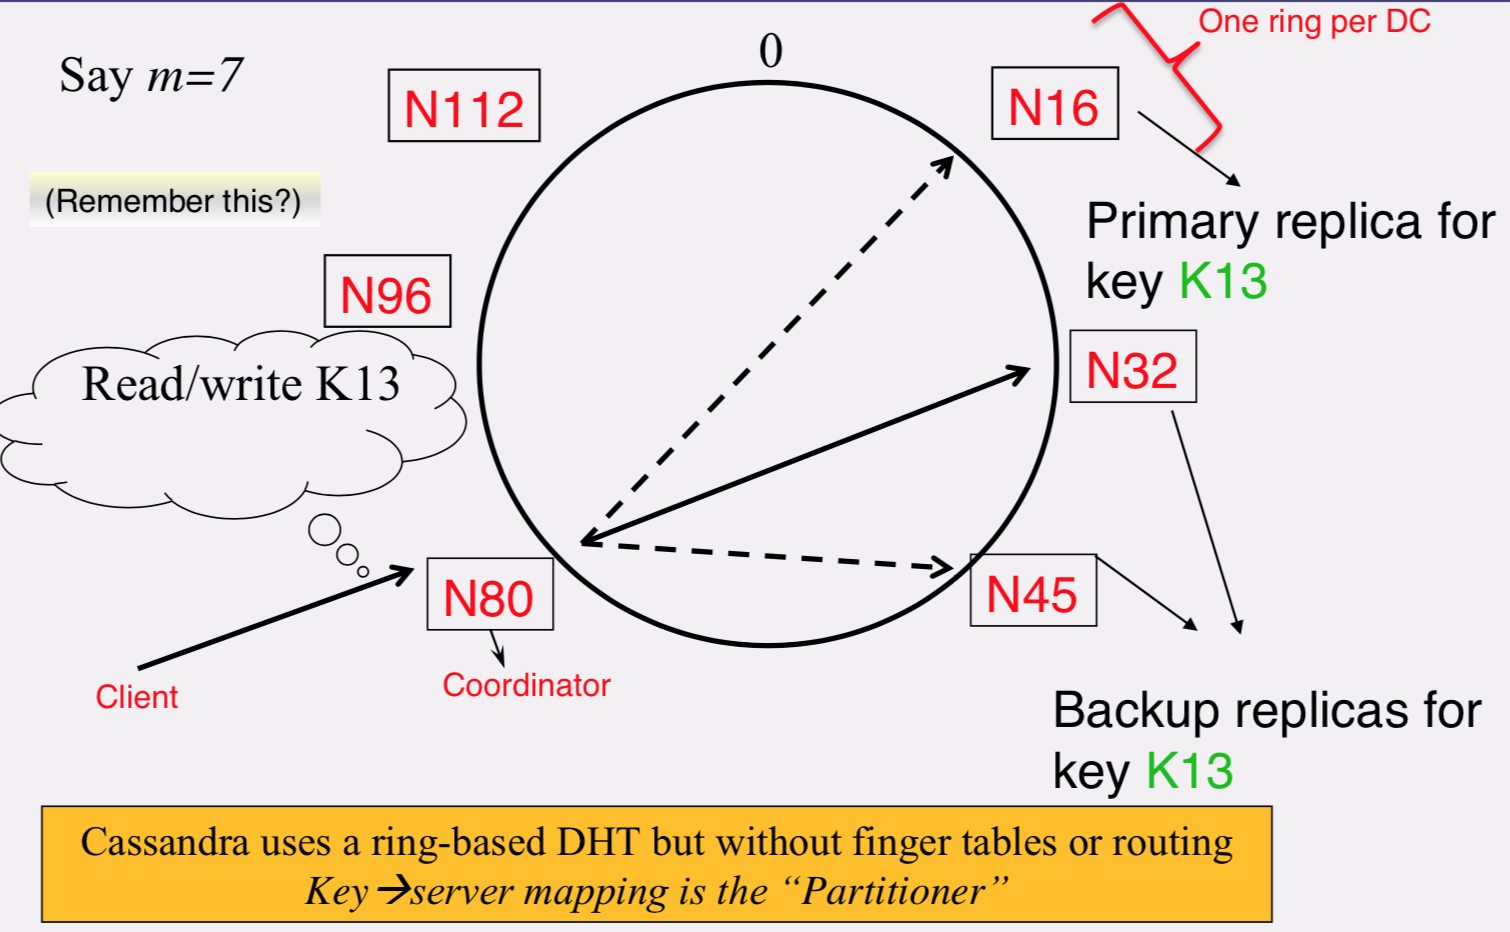 One ring per DC
0
Say m=7
N112
N16
(Remember this?)
Primary replica for
key K13
N96
Read/write K13
N32
N80
N45
Client
Coordinator
Backup replicas for
key K13
Cassandra uses a ring-based DHT but without finger tables or routing
Key→server mapping is the “Partitioner”